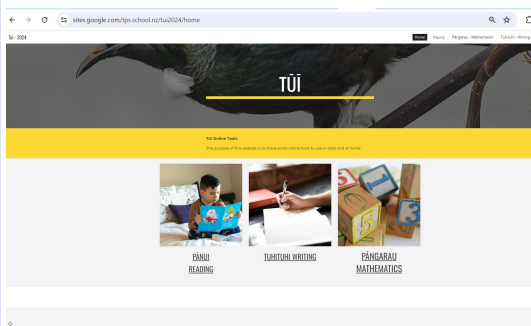 sites.google.com/tps.school.nz/tui2024/home
Tūī - 2024
Home Inquiry Pāngarau - Mathematics Tuhituhi - Writing
TŪĪ
Tūī Online Tools
The purpose of this website is to share some online tools to use in class and at home.
PĀNUI
READING
TUHITUHI WRITING
PĀNGARAU
MATHEMATICS